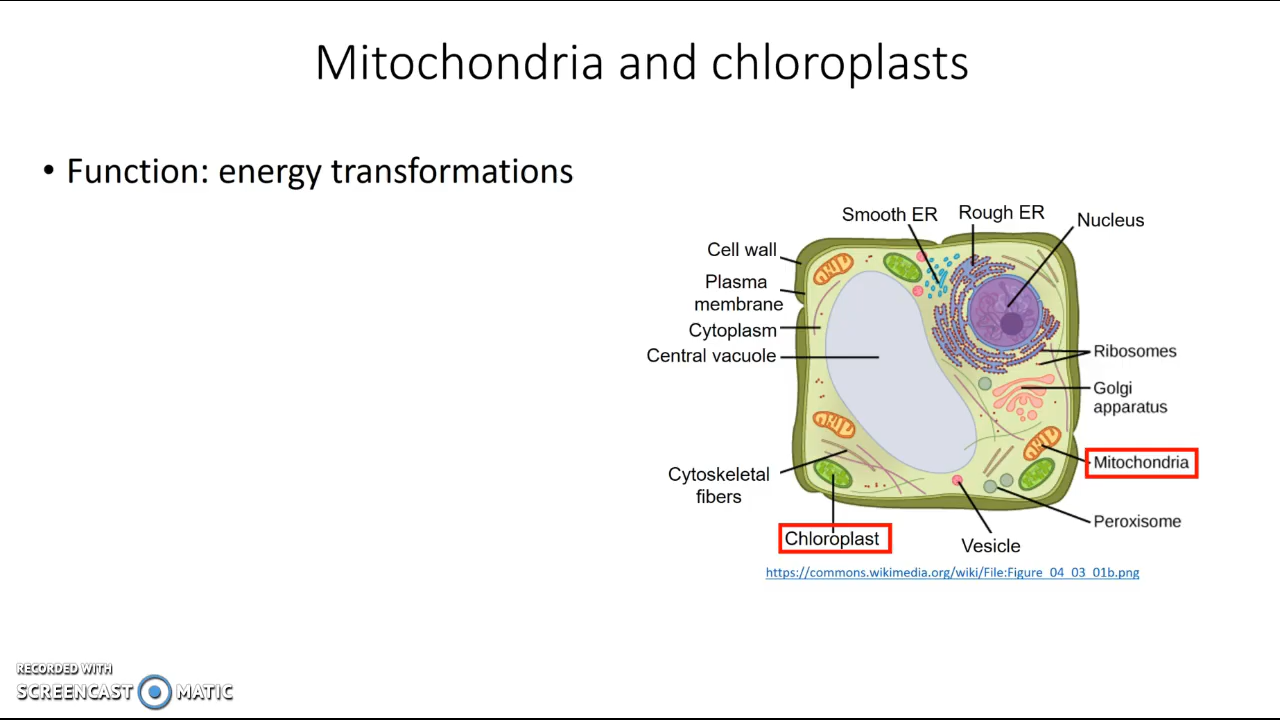 Mitochondria and chloroplasts
• Function: energy transformations
Smooth ER
Rough ER
Nucleus
Cell wall
Plasma
membrane
Cytoplasm
Central vacuole
Ribosomes
Golgi
apparatus
Mitochondria
Cytoskeletal
fibers
Peroxisome
Chloroplast
Vesicle
https://commons.wikimedia.org/wiki/File:Figure_04_03_01b.png
RECORDED WITH
SCREENCAST MATIC